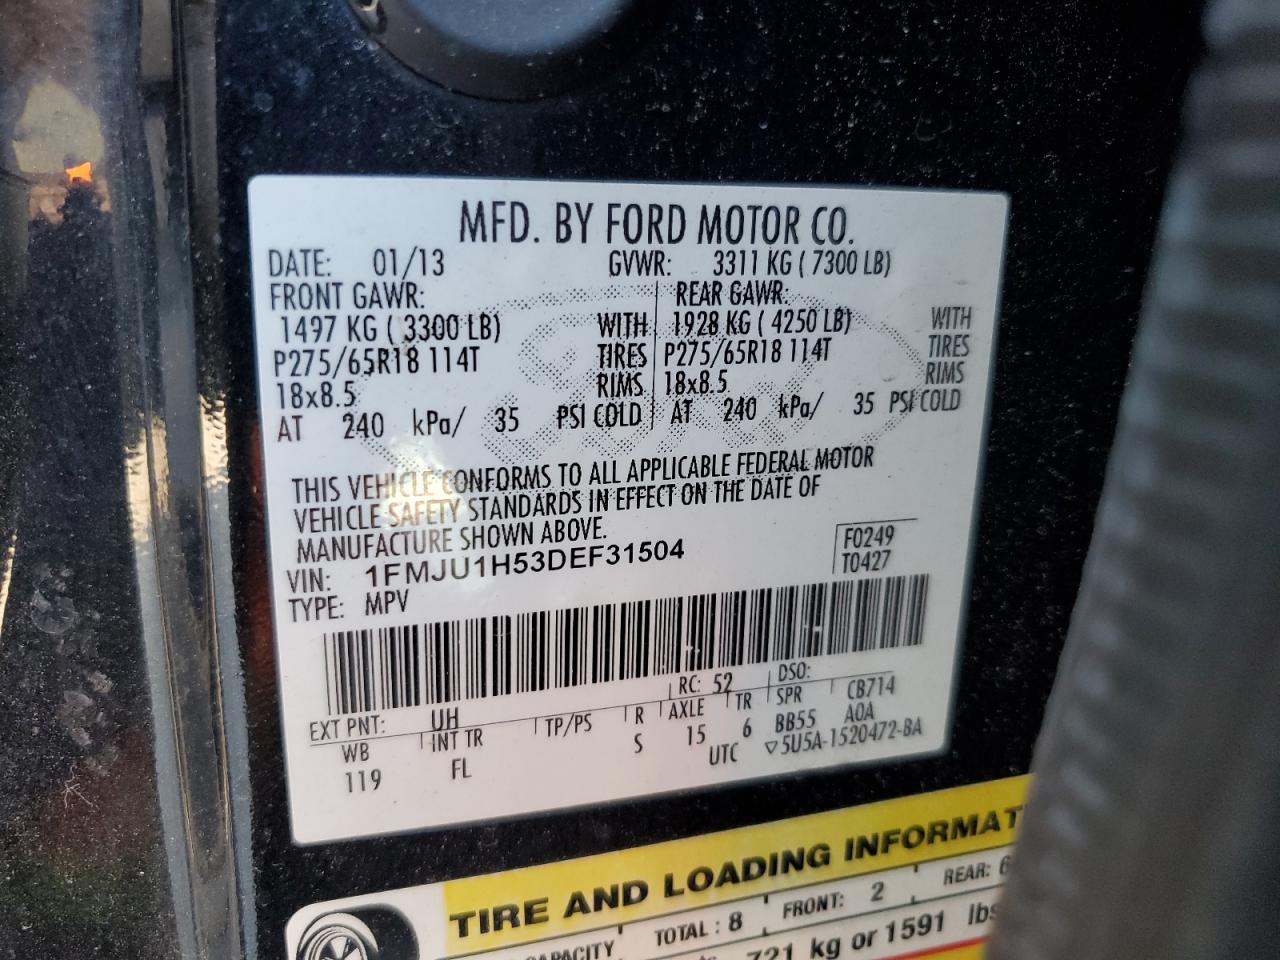 MFD. BY FORD MOTOR CO.
DATE: 01/13 GVWR: 3311 KG ( 7300 LB)
FRONT GAWR: REAR GAWR:
1497 KG ( 3300 LB) WITH 1928 KG ( 4250 LB) WITH
P275/65R18 114T TIRES P275/65R18 114T TIRES
18x8.5 RIMS 18x8.5 RIMS
AT 240 kPa/ 35 PSI COLD AT 240 kPa/ 35 PSI COLD
THIS VEHICLE CONFORMS TO ALL APPLICABLE FEDERAL MOTOR
VEHICLE SAFETY STANDARDS IN EFFECT ON THE DATE OF
MANUFACTURE SHOWN ABOVE.
F0249
VIN: 1FMJU1H53DEF31504
T0427
TYPE: MPV
EXT PNT: UH RC: 52 DSO:
WB INT TR TP/PS R AXLE TR SPR CB714
119 FL S 15 6 BB55 AOA
UTC ▽5U5A-1520472-BA
TIRE AND LOADING INFORMAT
CAPACITY TOTAL : 8 FRONT: 2 REAR: 6
721 kg or 1591 lbs